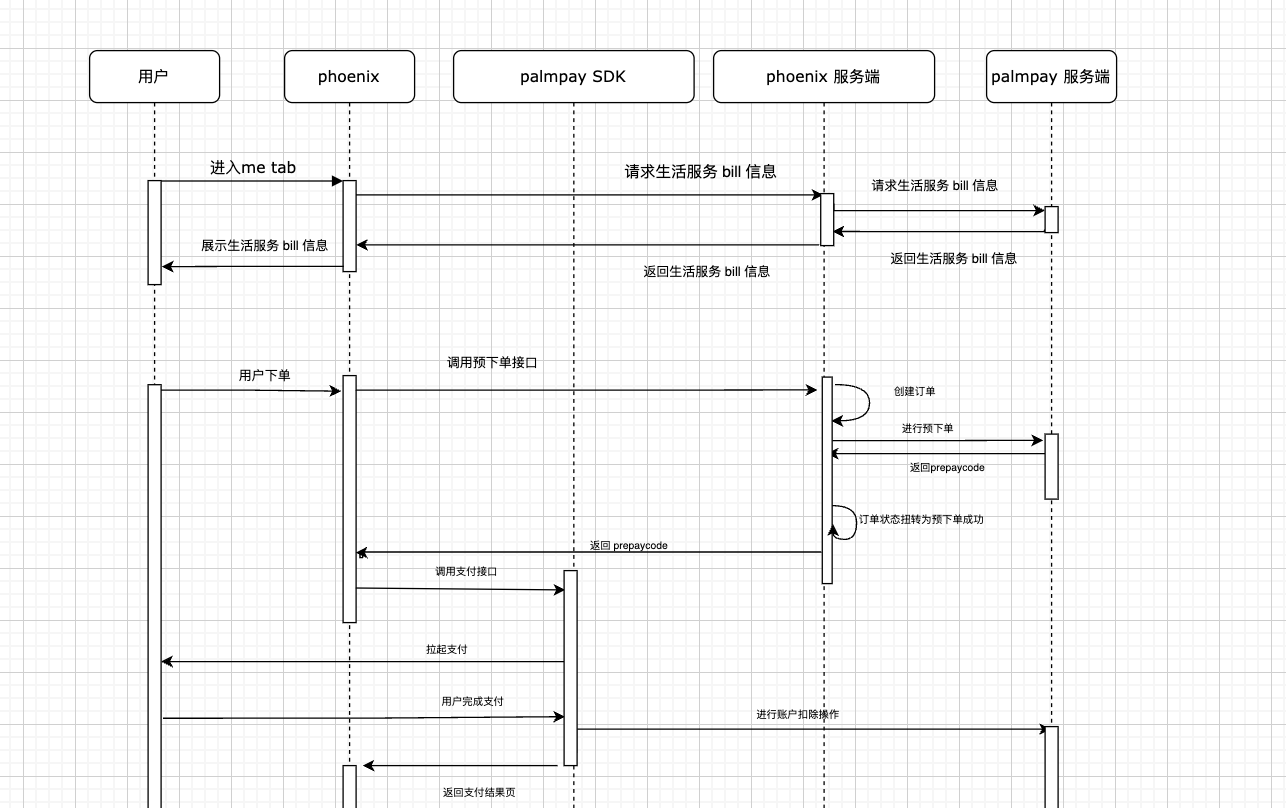 用户
phoenix
palmpay SDK
phoenix 服务端
palmpay 服务端
进入me tab
请求生活服务 bill 信息
请求生活服务 bill 信息
展示生活服务 bill 信息
返回生活服务 bill 信息
返回生活服务 bill 信息
调用预下单接口
用户下单
创建订单
进行预下单
返回prepaycode
订单状态扭转为预下单成功
返回 prepaycode
调用支付接口
拉起支付
用户完成支付
进行账户扣除操作
返回支付结果页